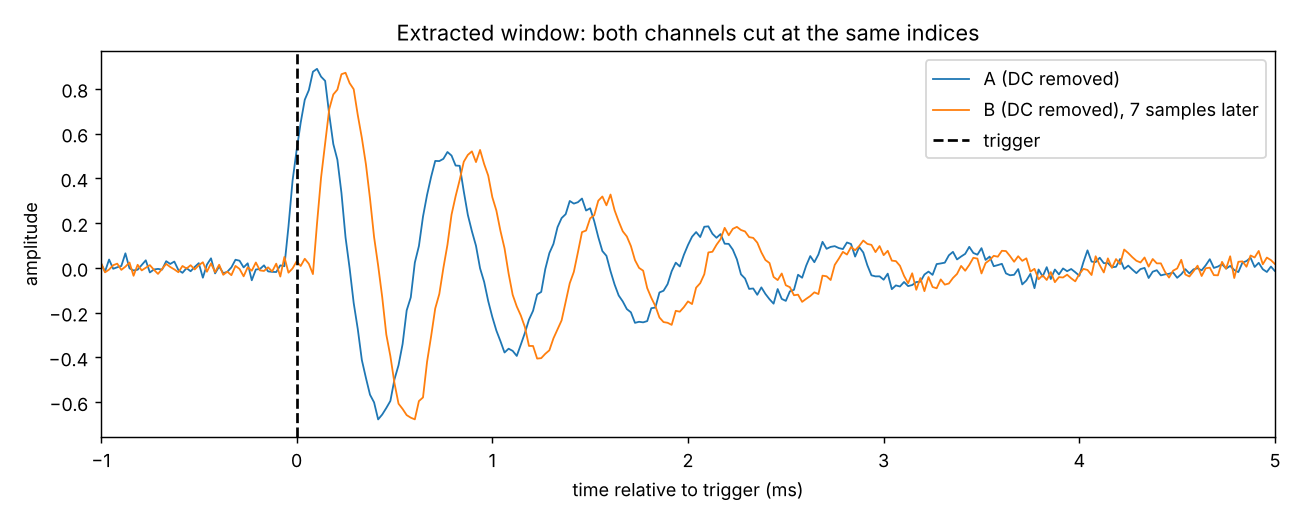 Extracted window: both channels cut at the same indices
A (DC removed)
B (DC removed), 7 samples later
trigger
amplitude
0.8
0.6
0.4
0.2
0.0
−0.2
−0.4
−0.6
−1
0
1
2
3
4
5
time relative to trigger (ms)